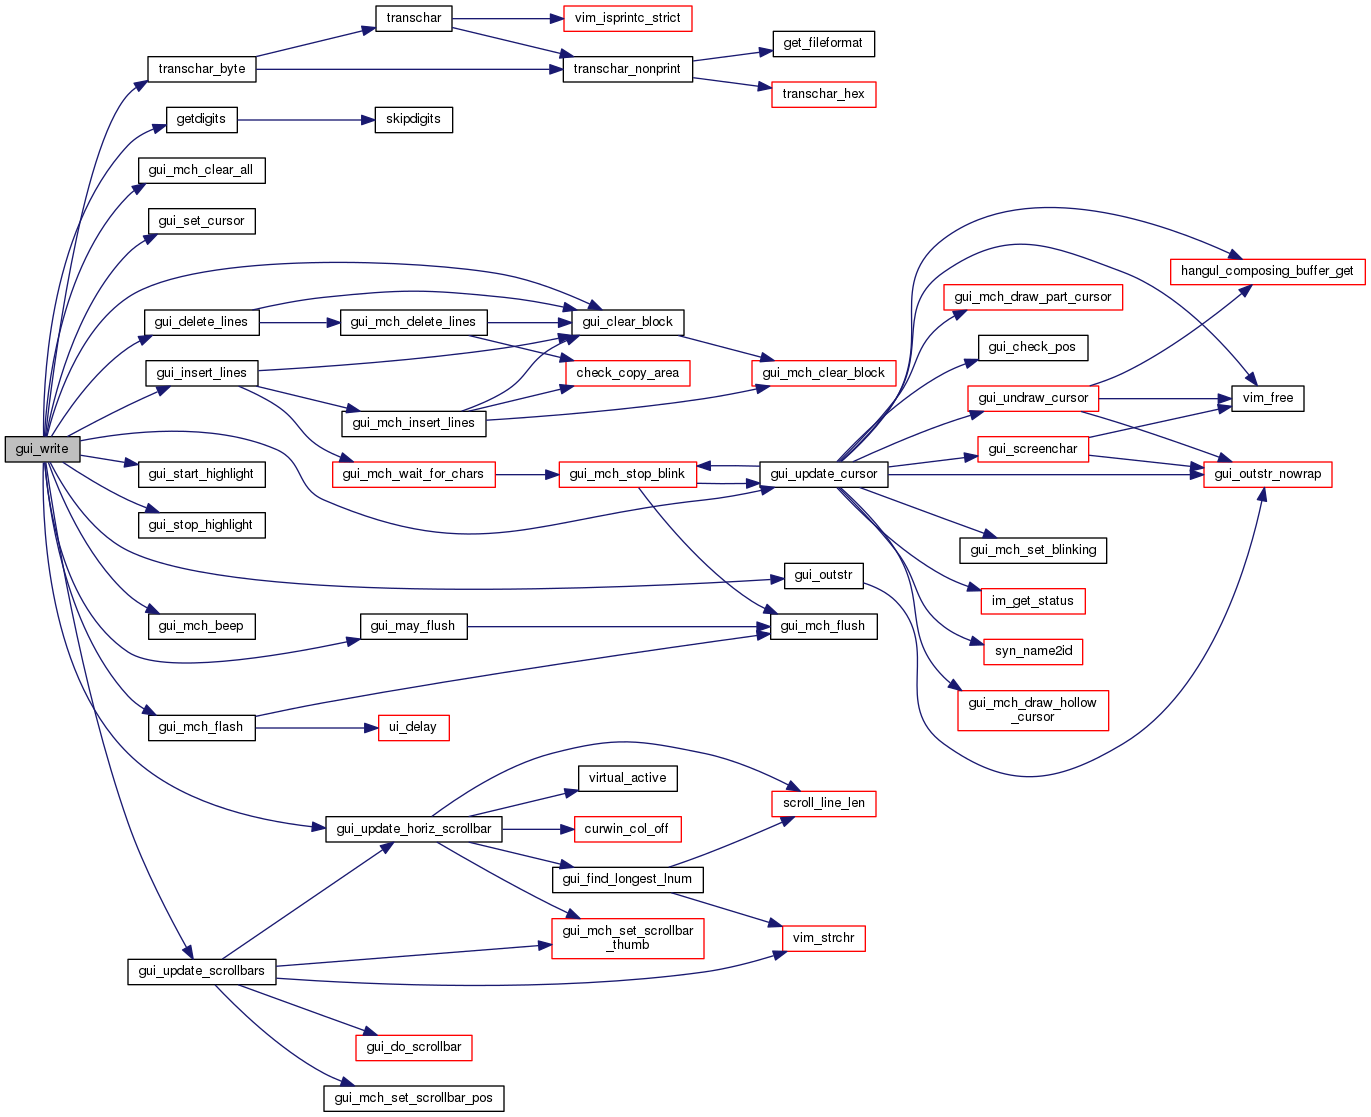 transchar
vim_isprintc_strict
get_fileformat
transchar_byte
transchar_nonprint
transchar_hex
getdigits
skipdigits
gui_mch_clear_all
gui_set_cursor
hangul_composing_buffer_get
gui_mch_draw_part_cursor
gui_delete_lines
gui_mch_delete_lines
gui_clear_block
gui_check_pos
gui_insert_lines
check_copy_area
gui_mch_clear_block
gui_undraw_cursor
vim_free
gui_mch_insert_lines
gui_write
gui_screenchar
gui_start_highlight
gui_mch_wait_for_chars
gui_mch_stop_blink
gui_update_cursor
gui_outstr_nowrap
gui_stop_highlight
gui_mch_set_blinking
gui_outstr
im_get_status
gui_mch_beep
gui_may_flush
gui_mch_flush
syn_name2id
gui_mch_draw_hollow
_cursor
gui_mch_flash
ui_delay
virtual_active
scroll_line_len
gui_update_horiz_scrollbar
curwin_col_off
gui_find_longest_lnum
gui_mch_set_scrollbar
_thumb
vim_strchr
gui_update_scrollbars
gui_do_scrollbar
gui_mch_set_scrollbar_pos